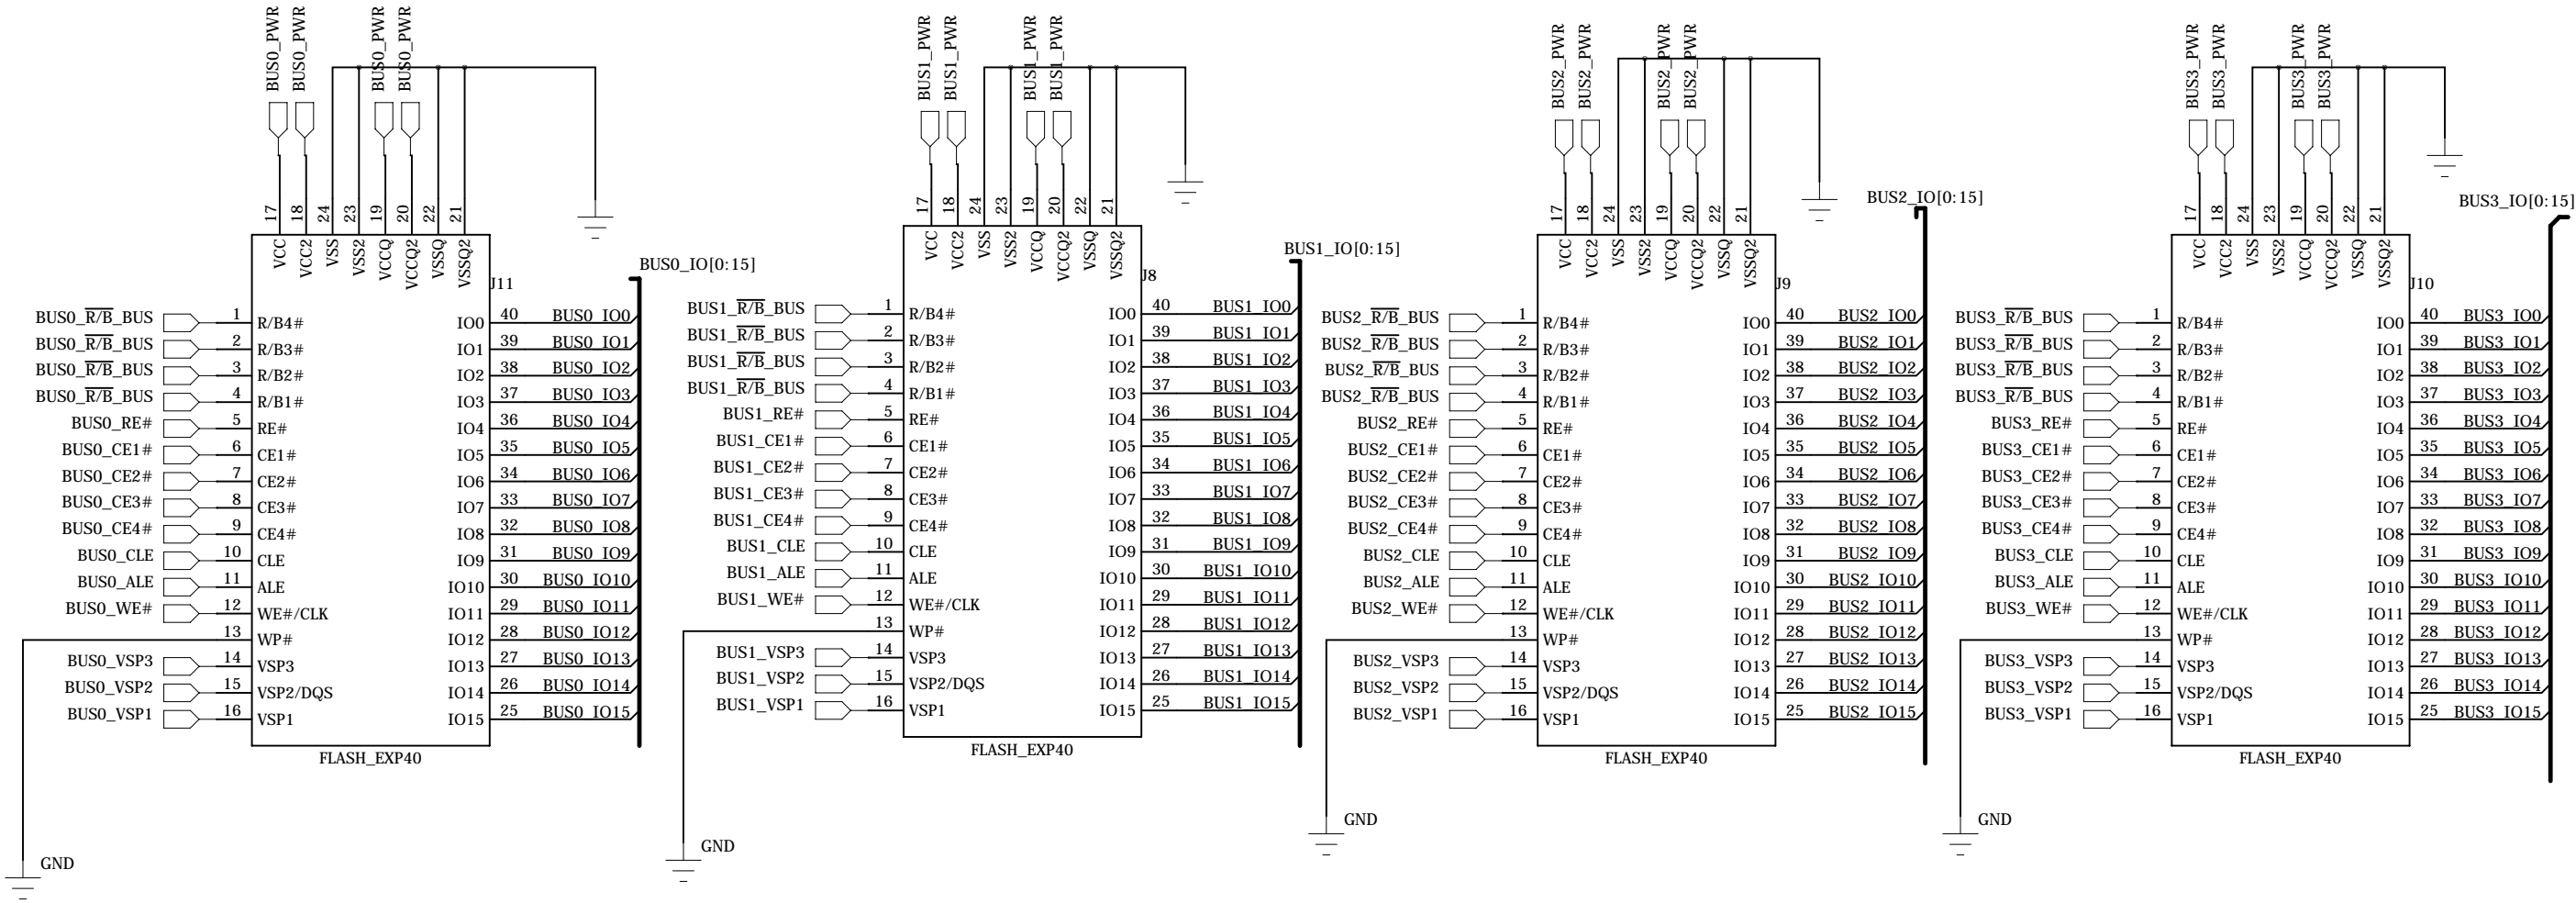 BUS0_PWR
BUS0_PWR
BUS0_PWR
BUS0_PWR
17
18
24
23
19
20
22
21
VCC
VCC2
VSS
VSS2
VCCQ
VCCQ2
VSSQ
VSSQ2
J11
BUS0_IO[0:15]
BUS0_R/B_BUS 1 R/B4# IO0 40 BUS0_IO0
BUS0_R/B_BUS 2 R/B3# IO1 39 BUS0_IO1
BUS0_R/B_BUS 3 R/B2# IO2 38 BUS0_IO2
BUS0_R/B_BUS 4 R/B1# IO3 37 BUS0_IO3
BUS0_RE# 5 RE# IO4 36 BUS0_IO4
BUS0_CE1# 6 CE1# IO5 35 BUS0_IO5
BUS0_CE2# 7 CE2# IO6 34 BUS0_IO6
BUS0_CE3# 8 CE3# IO7 33 BUS0_IO7
BUS0_CE4# 9 CE4# IO8 32 BUS0_IO8
BUS0_CLE 10 CLE IO9 31 BUS0_IO9
BUS0_ALE 11 ALE IO10 30 BUS0_IO10
BUS0_WE# 12 WE#/CLK IO11 29 BUS0_IO11
13 WP# IO12 28 BUS0_IO12
BUS0_VSP3 14 VSP3 IO13 27 BUS0_IO13
BUS0_VSP2 15 VSP2/DQS IO14 26 BUS0_IO14
BUS0_VSP1 16 VSP1 IO15 25 BUS0_IO15
FLASH_EXP40
GND
BUS1_PWR
BUS1_PWR
BUS1_PWR
BUS1_PWR
17
18
24
23
19
20
22
21
VCC
VCC2
VSS
VSS2
VCCQ
VCCQ2
VSSQ
VSSQ2
J8
BUS1_IO[0:15]
BUS1_R/B_BUS 1 R/B4# IO0 40 BUS1_IO0
BUS1_R/B_BUS 2 R/B3# IO1 39 BUS1_IO1
BUS1_R/B_BUS 3 R/B2# IO2 38 BUS1_IO2
BUS1_R/B_BUS 4 R/B1# IO3 37 BUS1_IO3
BUS1_RE# 5 RE# IO4 36 BUS1_IO4
BUS1_CE1# 6 CE1# IO5 35 BUS1_IO5
BUS1_CE2# 7 CE2# IO6 34 BUS1_IO6
BUS1_CE3# 8 CE3# IO7 33 BUS1_IO7
BUS1_CE4# 9 CE4# IO8 32 BUS1_IO8
BUS1_CLE 10 CLE IO9 31 BUS1_IO9
BUS1_ALE 11 ALE IO10 30 BUS1_IO10
BUS1_WE# 12 WE#/CLK IO11 29 BUS1_IO11
13 WP# IO12 28 BUS1_IO12
BUS1_VSP3 14 VSP3 IO13 27 BUS1_IO13
BUS1_VSP2 15 VSP2/DQS IO14 26 BUS1_IO14
BUS1_VSP1 16 VSP1 IO15 25 BUS1_IO15
FLASH_EXP40
GND
BUS2_PWR
BUS2_PWR
BUS2_PWR
BUS2_PWR
17
18
24
23
19
20
22
21
VCC
VCC2
VSS
VSS2
VCCQ
VCCQ2
VSSQ
VSSQ2
J9
BUS2_IO[0:15]
BUS2_R/B_BUS 1 R/B4# IO0 40 BUS2_IO0
BUS2_R/B_BUS 2 R/B3# IO1 39 BUS2_IO1
BUS2_R/B_BUS 3 R/B2# IO2 38 BUS2_IO2
BUS2_R/B_BUS 4 R/B1# IO3 37 BUS2_IO3
BUS2_RE# 5 RE# IO4 36 BUS2_IO4
BUS2_CE1# 6 CE1# IO5 35 BUS2_IO5
BUS2_CE2# 7 CE2# IO6 34 BUS2_IO6
BUS2_CE3# 8 CE3# IO7 33 BUS2_IO7
BUS2_CE4# 9 CE4# IO8 32 BUS2_IO8
BUS2_CLE 10 CLE IO9 31 BUS2_IO9
BUS2_ALE 11 ALE IO10 30 BUS2_IO10
BUS2_WE# 12 WE#/CLK IO11 29 BUS2_IO11
13 WP# IO12 28 BUS2_IO12
BUS2_VSP3 14 VSP3 IO13 27 BUS2_IO13
BUS2_VSP2 15 VSP2/DQS IO14 26 BUS2_IO14
BUS2_VSP1 16 VSP1 IO15 25 BUS2_IO15
FLASH_EXP40
GND
BUS3_PWR
BUS3_PWR
BUS3_PWR
BUS3_PWR
17
18
24
23
19
20
22
21
VCC
VCC2
VSS
VSS2
VCCQ
VCCQ2
VSSQ
VSSQ2
J10
BUS3_IO[0:15]
BUS3_R/B_BUS 1 R/B4# IO0 40 BUS3_IO0
BUS3_R/B_BUS 2 R/B3# IO1 39 BUS3_IO1
BUS3_R/B_BUS 3 R/B2# IO2 38 BUS3_IO2
BUS3_R/B_BUS 4 R/B1# IO3 37 BUS3_IO3
BUS3_RE# 5 RE# IO4 36 BUS3_IO4
BUS3_CE1# 6 CE1# IO5 35 BUS3_IO5
BUS3_CE2# 7 CE2# IO6 34 BUS3_IO6
BUS3_CE3# 8 CE3# IO7 33 BUS3_IO7
BUS3_CE4# 9 CE4# IO8 32 BUS3_IO8
BUS3_CLE 10 CLE IO9 31 BUS3_IO9
BUS3_ALE 11 ALE IO10 30 BUS3_IO10
BUS3_WE# 12 WE#/CLK IO11 29 BUS3_IO11
13 WP# IO12 28 BUS3_IO12
BUS3_VSP3 14 VSP3 IO13 27 BUS3_IO13
BUS3_VSP2 15 VSP2/DQS IO14 26 BUS3_IO14
BUS3_VSP1 16 VSP1 IO15 25 BUS3_IO15
FLASH_EXP40
GND